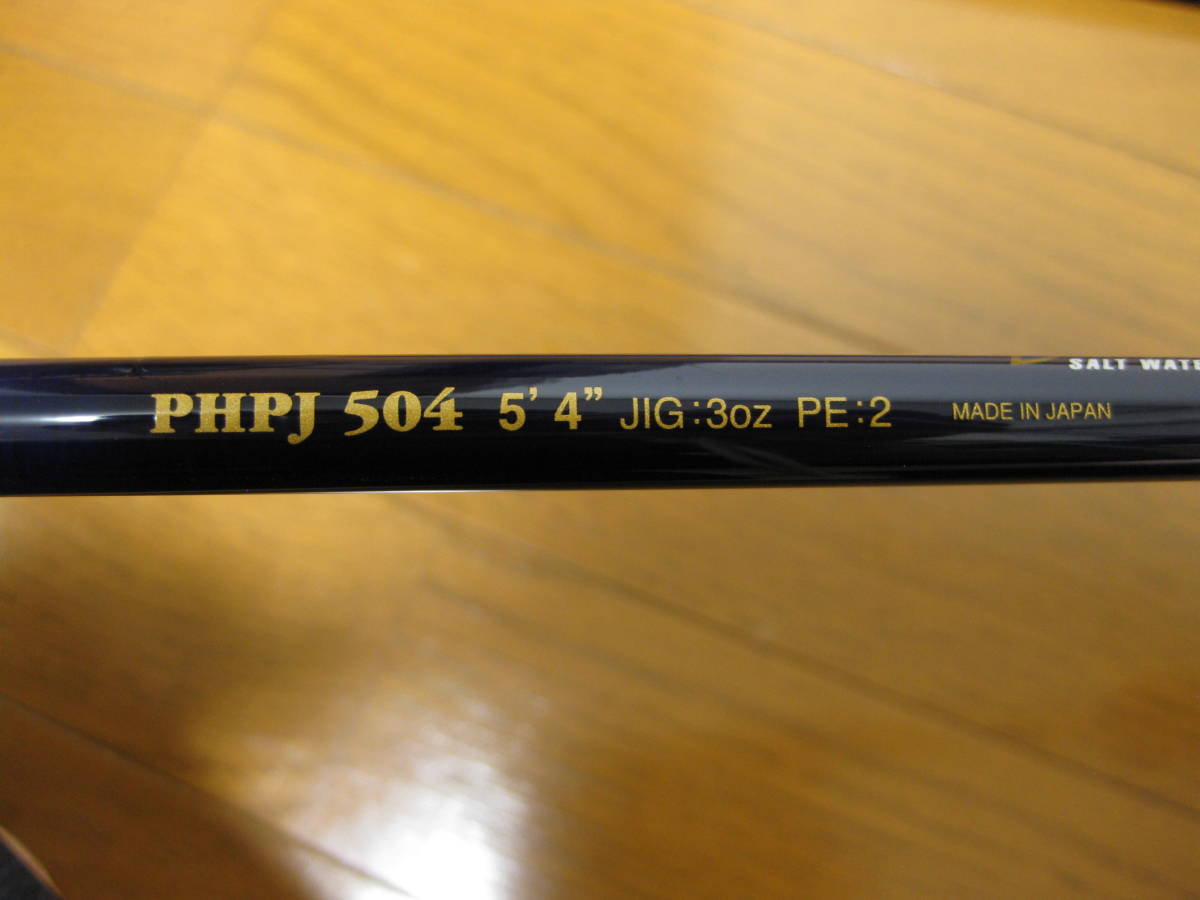 SALT WATE
PHPJ 504 5' 4" JIG:3oz PE:2 MADE IN JAPAN